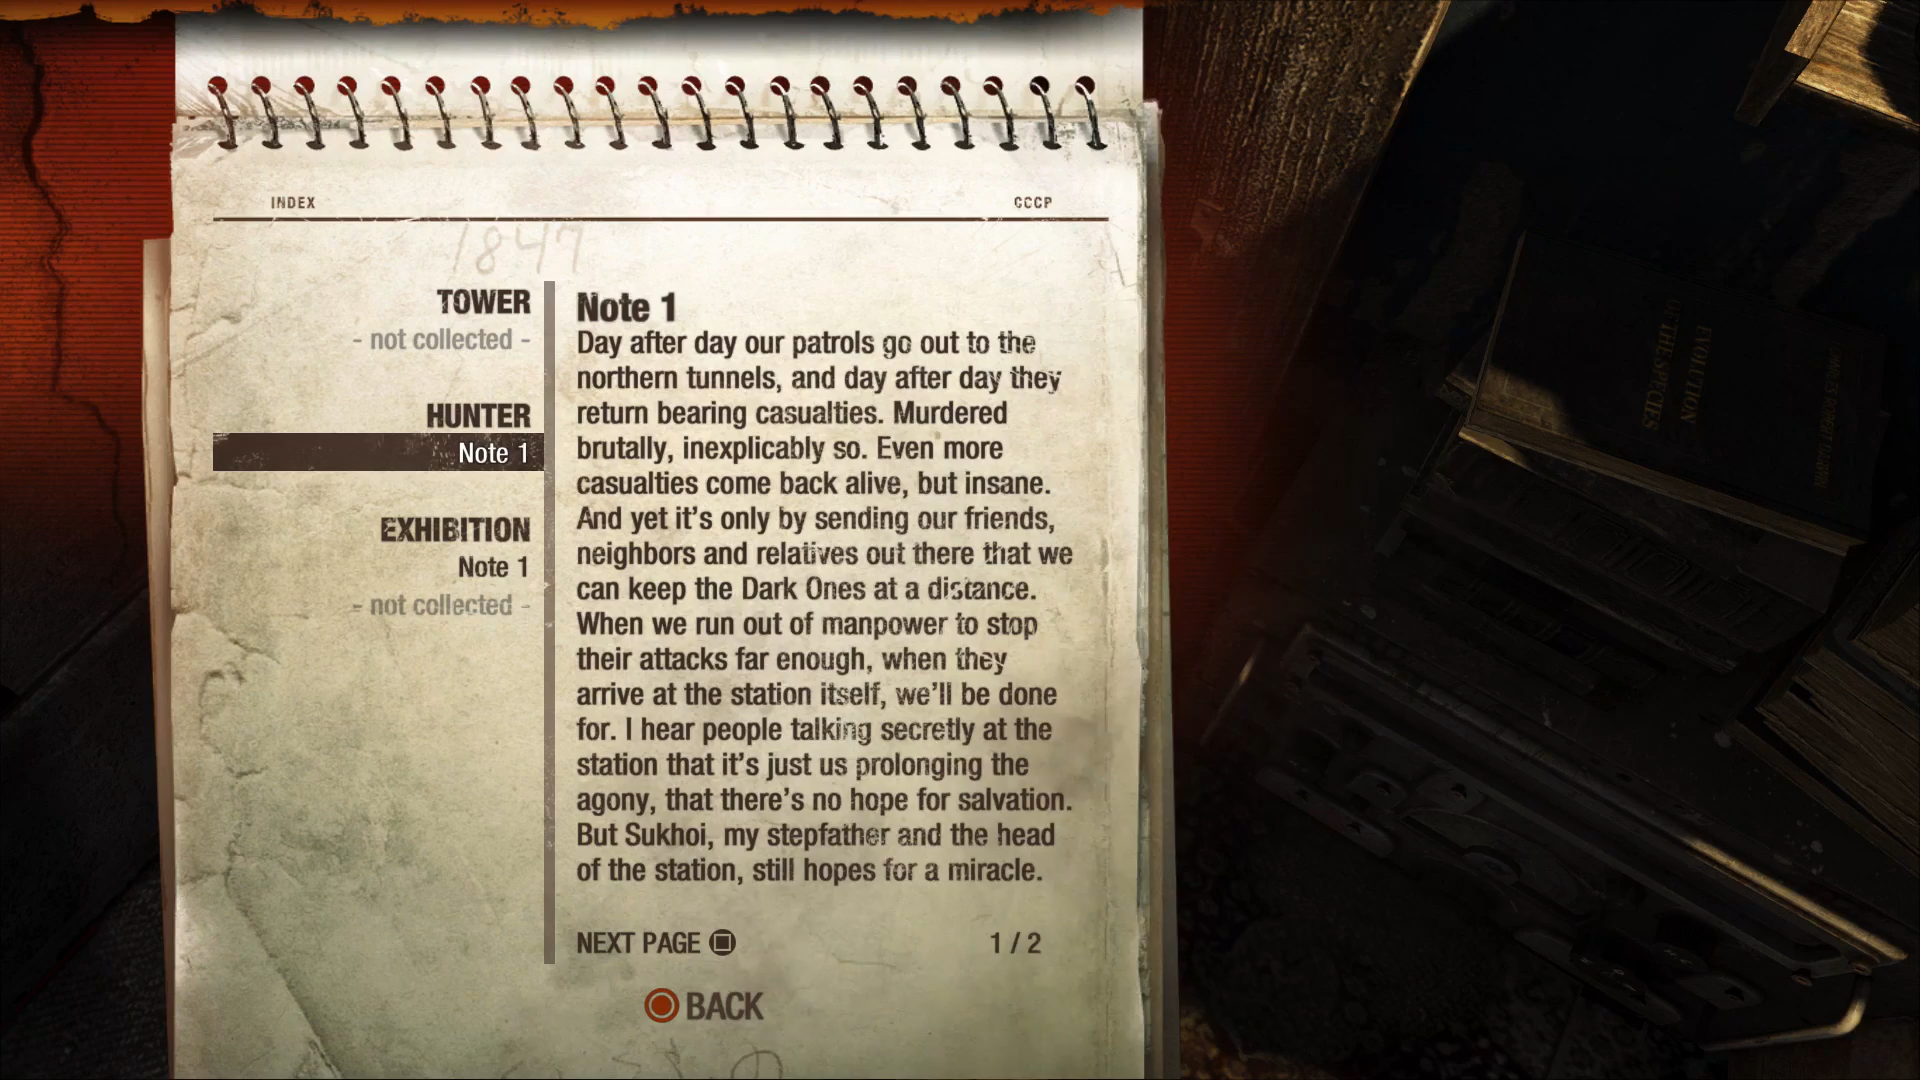 INDEX
CCCP
1847
TOWER
- not collected -
HUNTER
Note 1
EXHIBITION
Note 1
- not collected -
Note 1
Day after day our patrols go out to the
northern tunnels, and day after day they
return bearing casualties. Murdered
brutally, inexplicably so. Even more
casualties come back alive, but insane.
And yet it's only by sending our friends,
neighbors and relatives out there that we
can keep the Dark Ones at a distance.
When we run out of manpower to stop
their attacks far enough, when they
arrive at the station itself, we'll be done
for. I hear people talking secretly at the
station that it's just us prolonging the
agony, that there's no hope for salvation.
But Sukhoi, my stepfather and the head
of the station, still hopes for a miracle.
NEXT PAGE
1 / 2
BACK
EVOLUTION
OF THE SPECIES